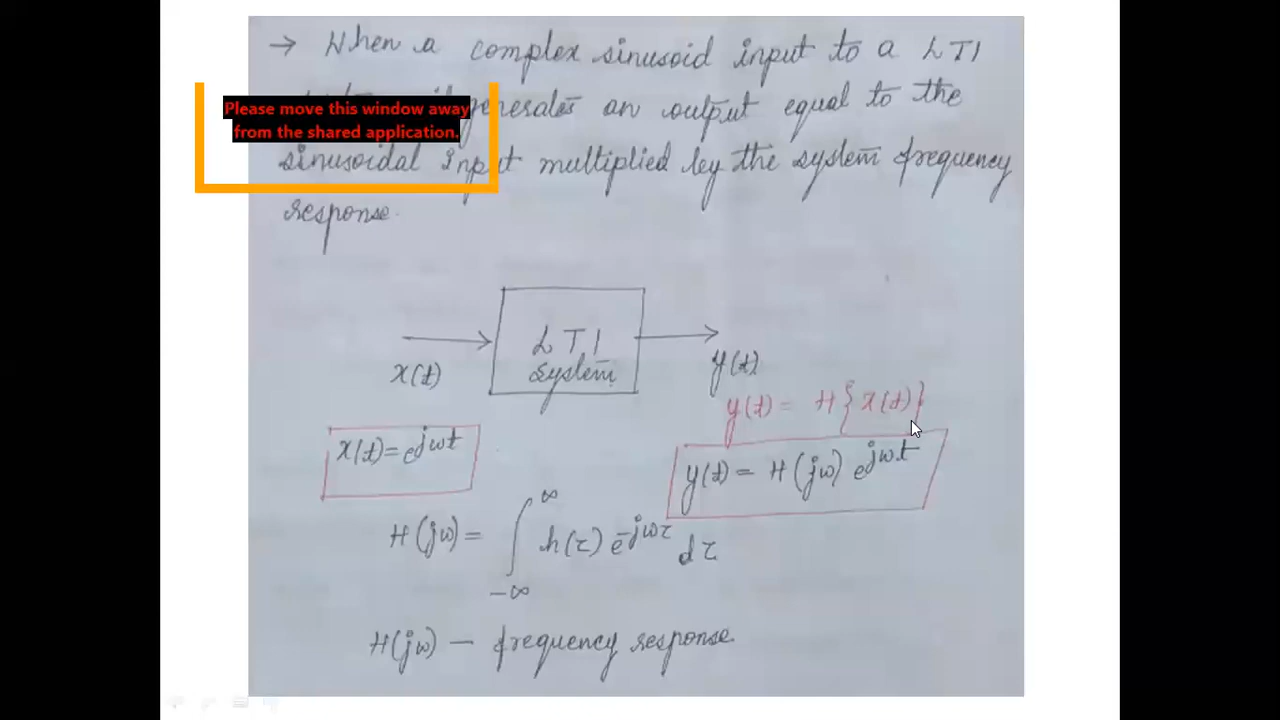 → When a complex sinusoid input to a LTI
generates an output equal to the
Please move this window away
from the shared application.
sinusoidal input multiplied by the system frequency
response.
LTI
System
x(t)
y(t)
y(t) = H{x(t)}
x(t) = e^{jωt}
y(t) = H(jω) e^{jωt}
H(jω) = ∫_{-∞}^{∞} h(τ) e^{-jωτ} dτ
H(jω) — frequency response